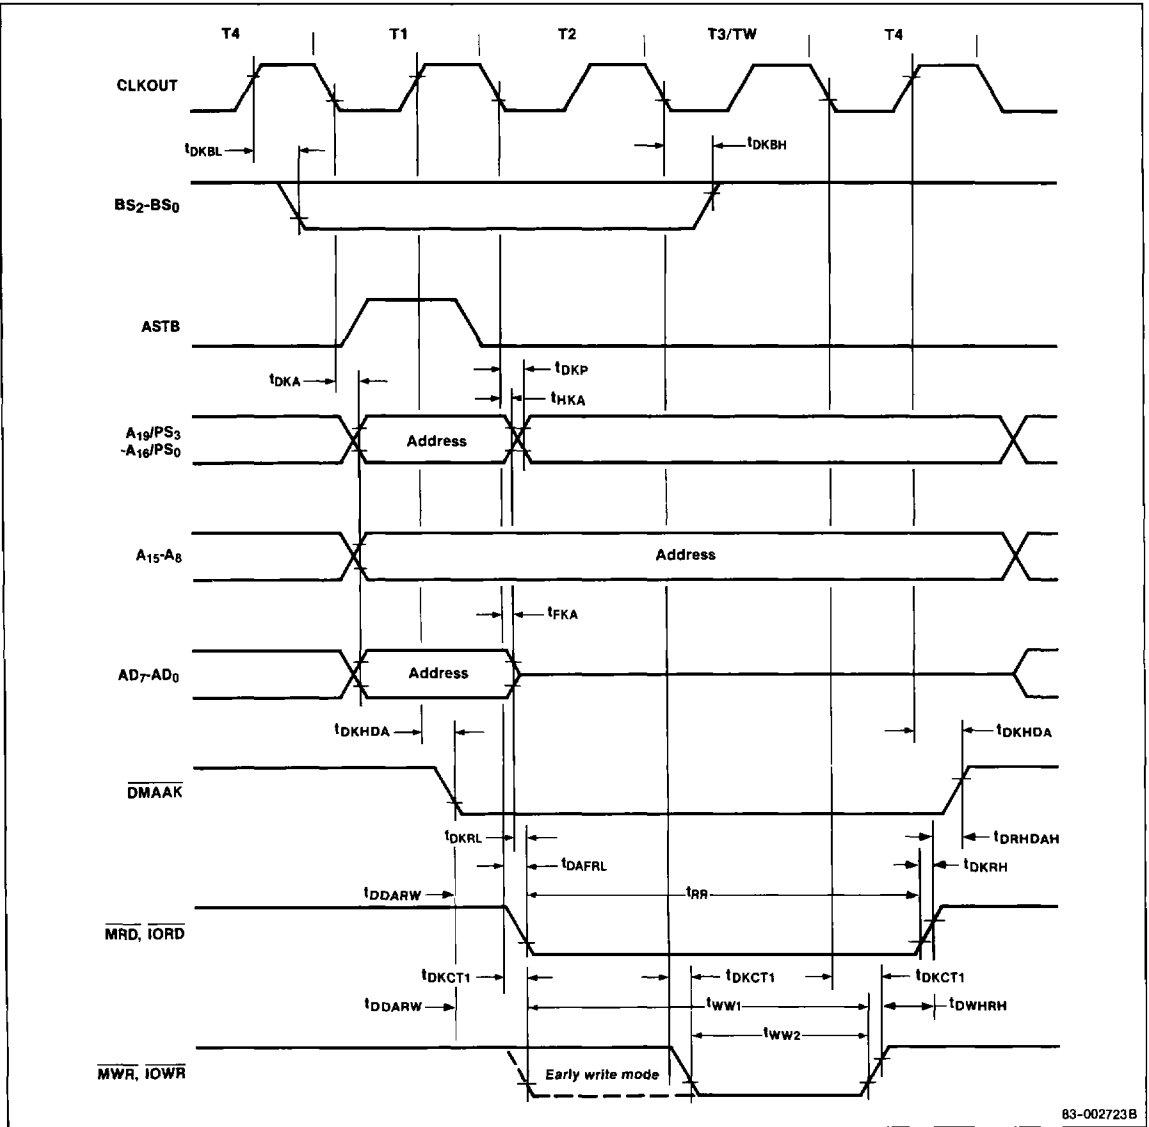 T4 T1 T2 T3/TW T4
CLKOUT
tDKBL tDKBH
BS2-BS0
ASTB
tDKP
tDKA
tHKA
A19/PS3
-A16/PS0
Address
A15-A8
Address
tFKA
AD7-AD0
Address
tDKHDA tDKHDA
DMAAK
tDKRL tDRHDAH
tDAFRL tDKRH
tDDARW tRR
MRD, IORD
tDKCT1 tDKCT1 tDKCT1
tDDARW tWW1 tDWHRH
tWW2
MWR, IOWR
Early write mode
83-002723B